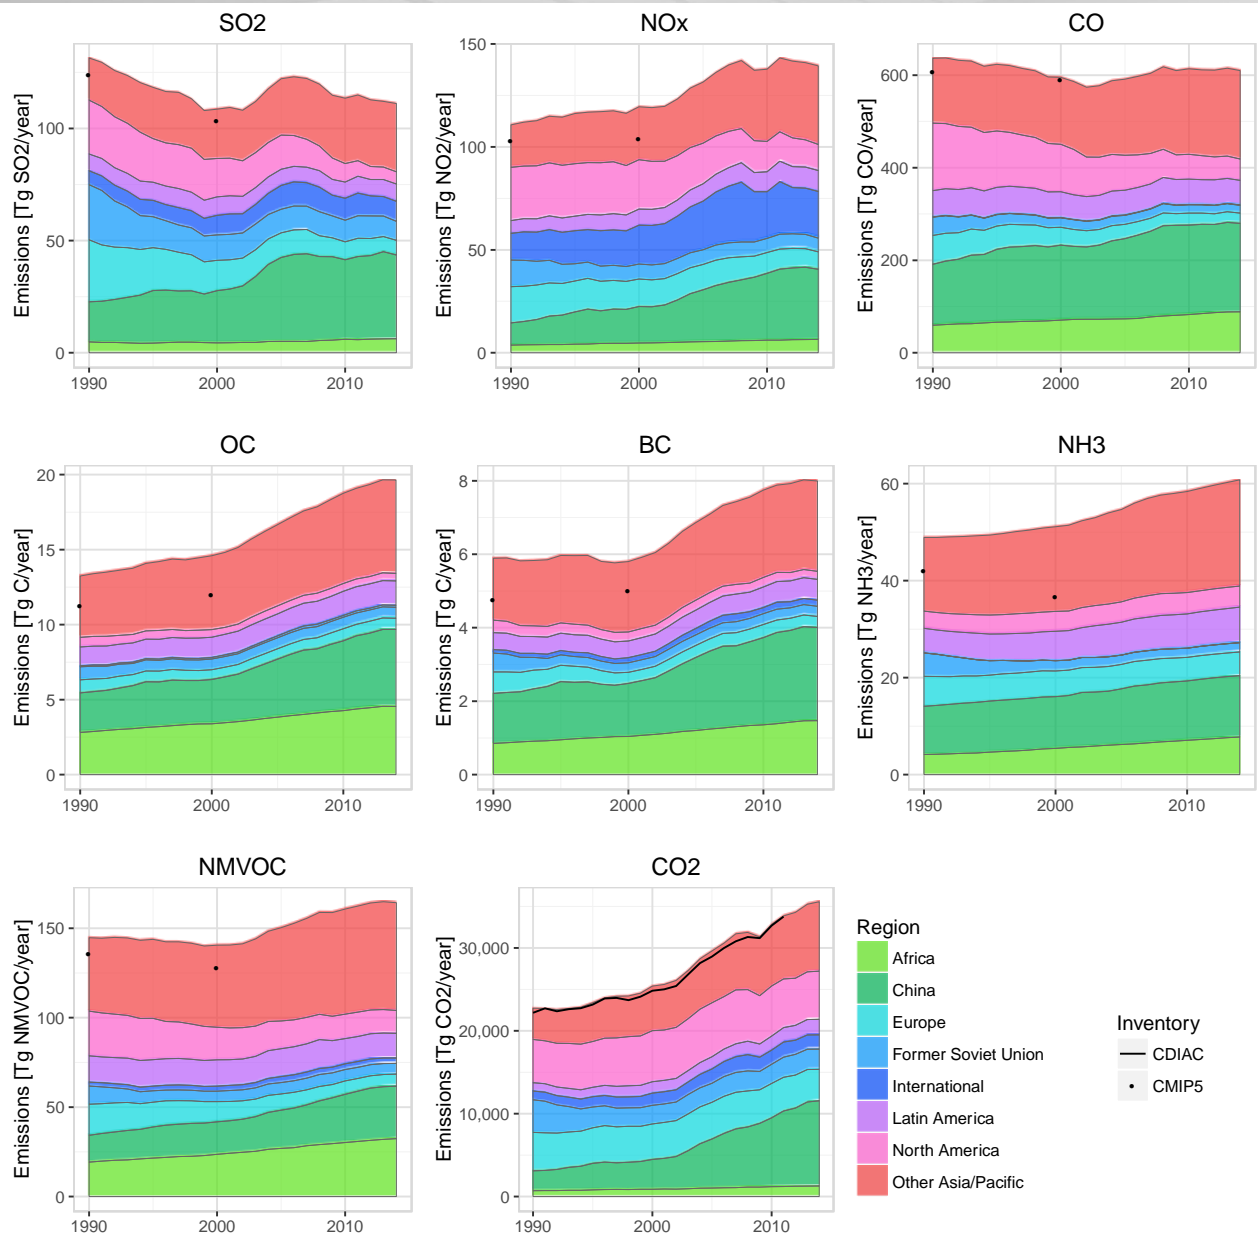 SO2
NOx
CO
Emissions [Tg SO2/year]
100
50
0
1990
2000
2010
Emissions [Tg NO2/year]
150
100
50
0
1990
2000
2010
Emissions [Tg CO/year]
600
400
200
0
1990
2000
2010
OC
BC
NH3
Emissions [Tg C/year]
20
15
10
5
0
1990
2000
2010
Emissions [Tg C/year]
8
6
4
2
0
1990
2000
2010
Emissions [Tg NH3/year]
60
40
20
0
1990
2000
2010
NMVOC
CO2
Emissions [Tg NMVOC/year]
150
100
50
0
1990
2000
2010
Emissions [Tg CO2/year]
30,000
20,000
10,000
0
1990
2000
2010
Region
Africa
China
Europe
Former Soviet Union
International
Latin America
North America
Other Asia/Pacific
Inventory
CDIAC
CMIP5